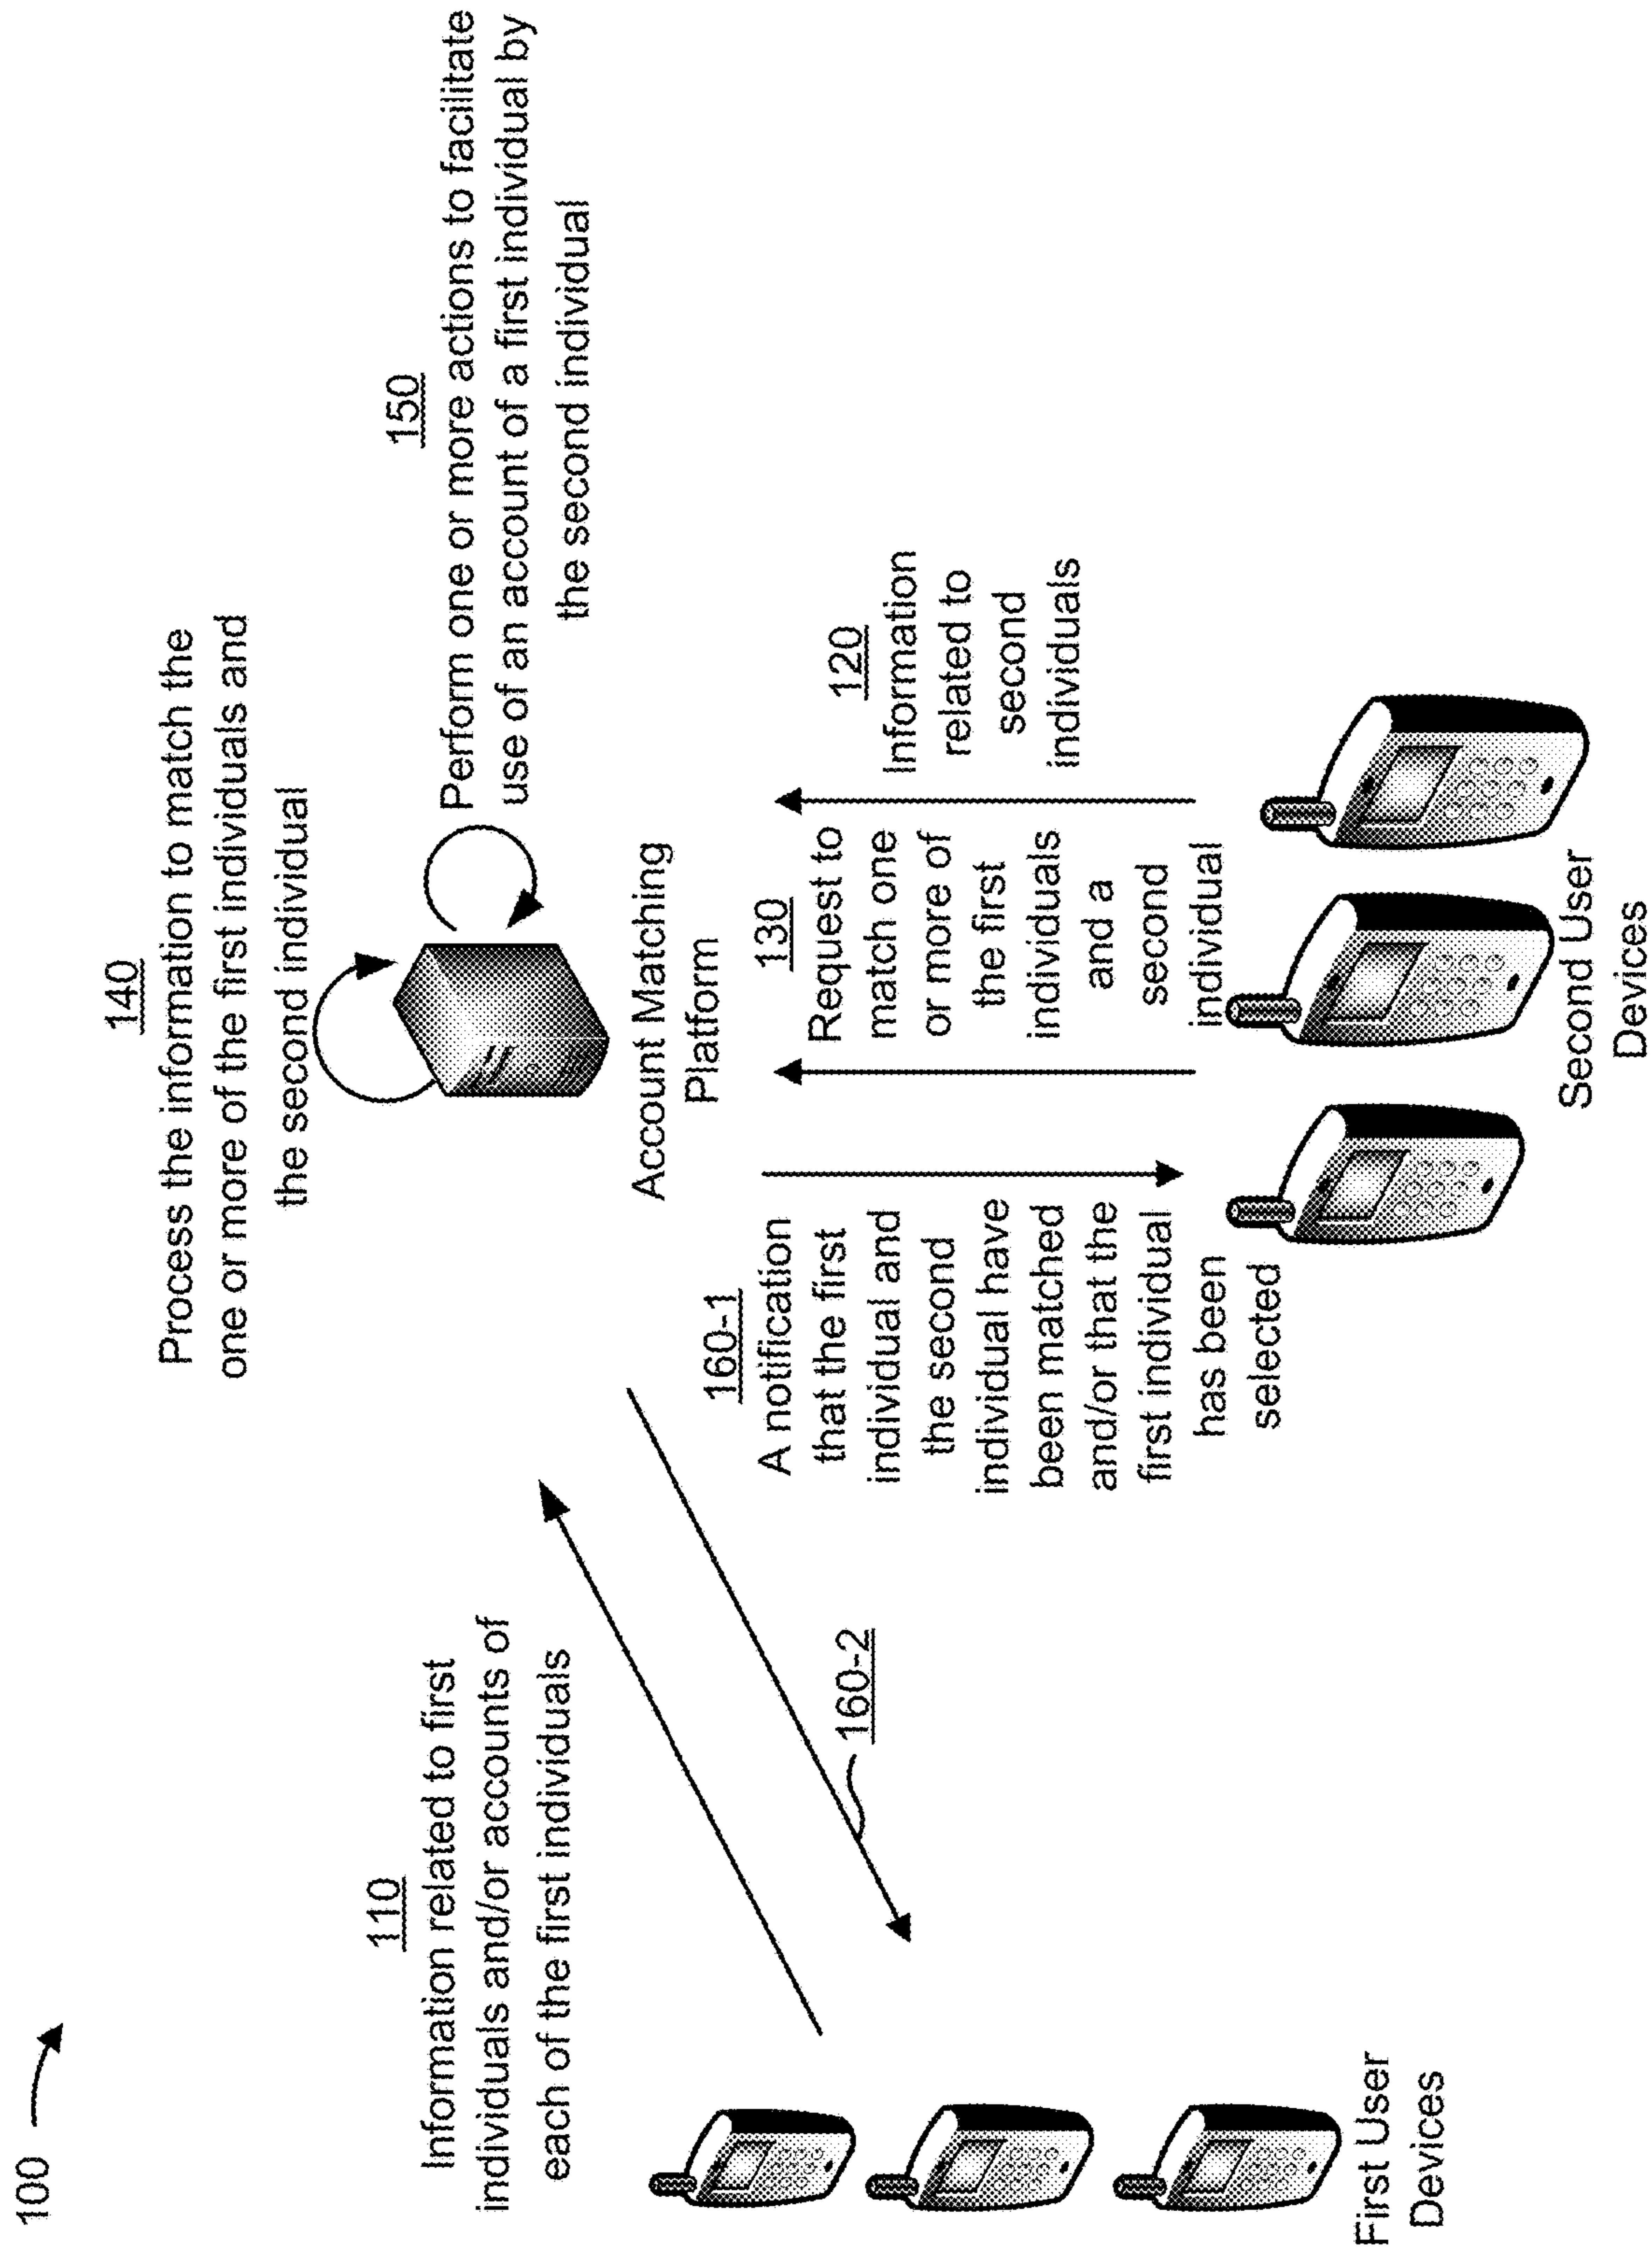 100
140
Process the information to match the
one or more of the first individuals and
the second individual
150
Perform one or more actions to facilitate
use of an account of a first individual by
the second individual
110
Information related to first
individuals and/or accounts of
each of the first individuals
Account Matching
Platform
160-2
160-1
A notification
that the first
individual and
the second
individual have
been matched
and/or that the
first individual
has been
selected
130
Request to
match one
or more of
the first
individuals
and a
second
individual
120
Information
related to
second
individuals
First User
Devices
Second User
Devices